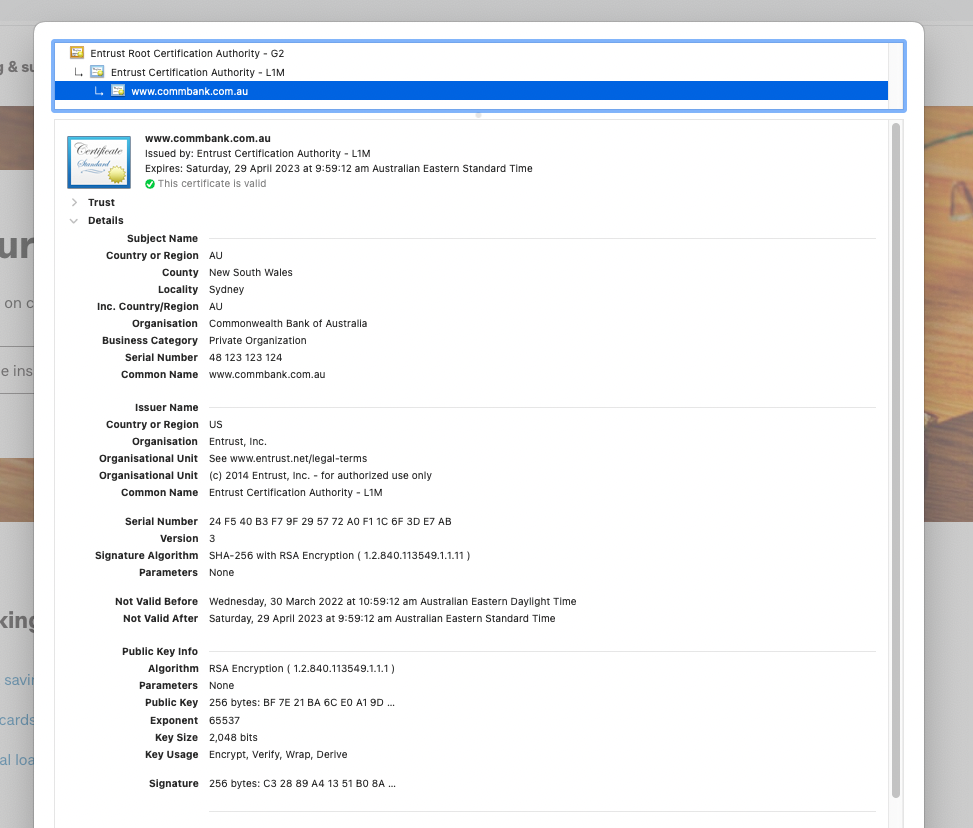 Entrust Root Certification Authority - G2
Entrust Certification Authority - L1M
www.commbank.com.au
Certificate
Standard
www.commbank.com.au
Issued by: Entrust Certification Authority - L1M
Expires: Saturday, 29 April 2023 at 9:59:12 am Australian Eastern Standard Time
This certificate is valid
Trust
Details
Subject Name
Country or Region AU
County New South Wales
Locality Sydney
Inc. Country/Region AU
Organisation Commonwealth Bank of Australia
Business Category Private Organization
Serial Number 48 123 123 124
Common Name www.commbank.com.au
Issuer Name
Country or Region US
Organisation Entrust, Inc.
Organisational Unit See www.entrust.net/legal-terms
Organisational Unit (c) 2014 Entrust, Inc. - for authorized use only
Common Name Entrust Certification Authority - L1M
Serial Number 24 F5 40 B3 F7 9F 29 57 72 A0 F1 1C 6F 3D E7 AB
Version 3
Signature Algorithm SHA-256 with RSA Encryption ( 1.2.840.113549.1.1.11 )
Parameters None
Not Valid Before Wednesday, 30 March 2022 at 10:59:12 am Australian Eastern Daylight Time
Not Valid After Saturday, 29 April 2023 at 9:59:12 am Australian Eastern Standard Time
Public Key Info
Algorithm RSA Encryption ( 1.2.840.113549.1.1.1 )
Parameters None
Public Key 256 bytes: BF 7E 21 BA 6C E0 A1 9D ...
Exponent 65537
Key Size 2,048 bits
Key Usage Encrypt, Verify, Wrap, Derive
Signature 256 bytes: C3 28 89 A4 13 51 B0 8A ...
on
cards